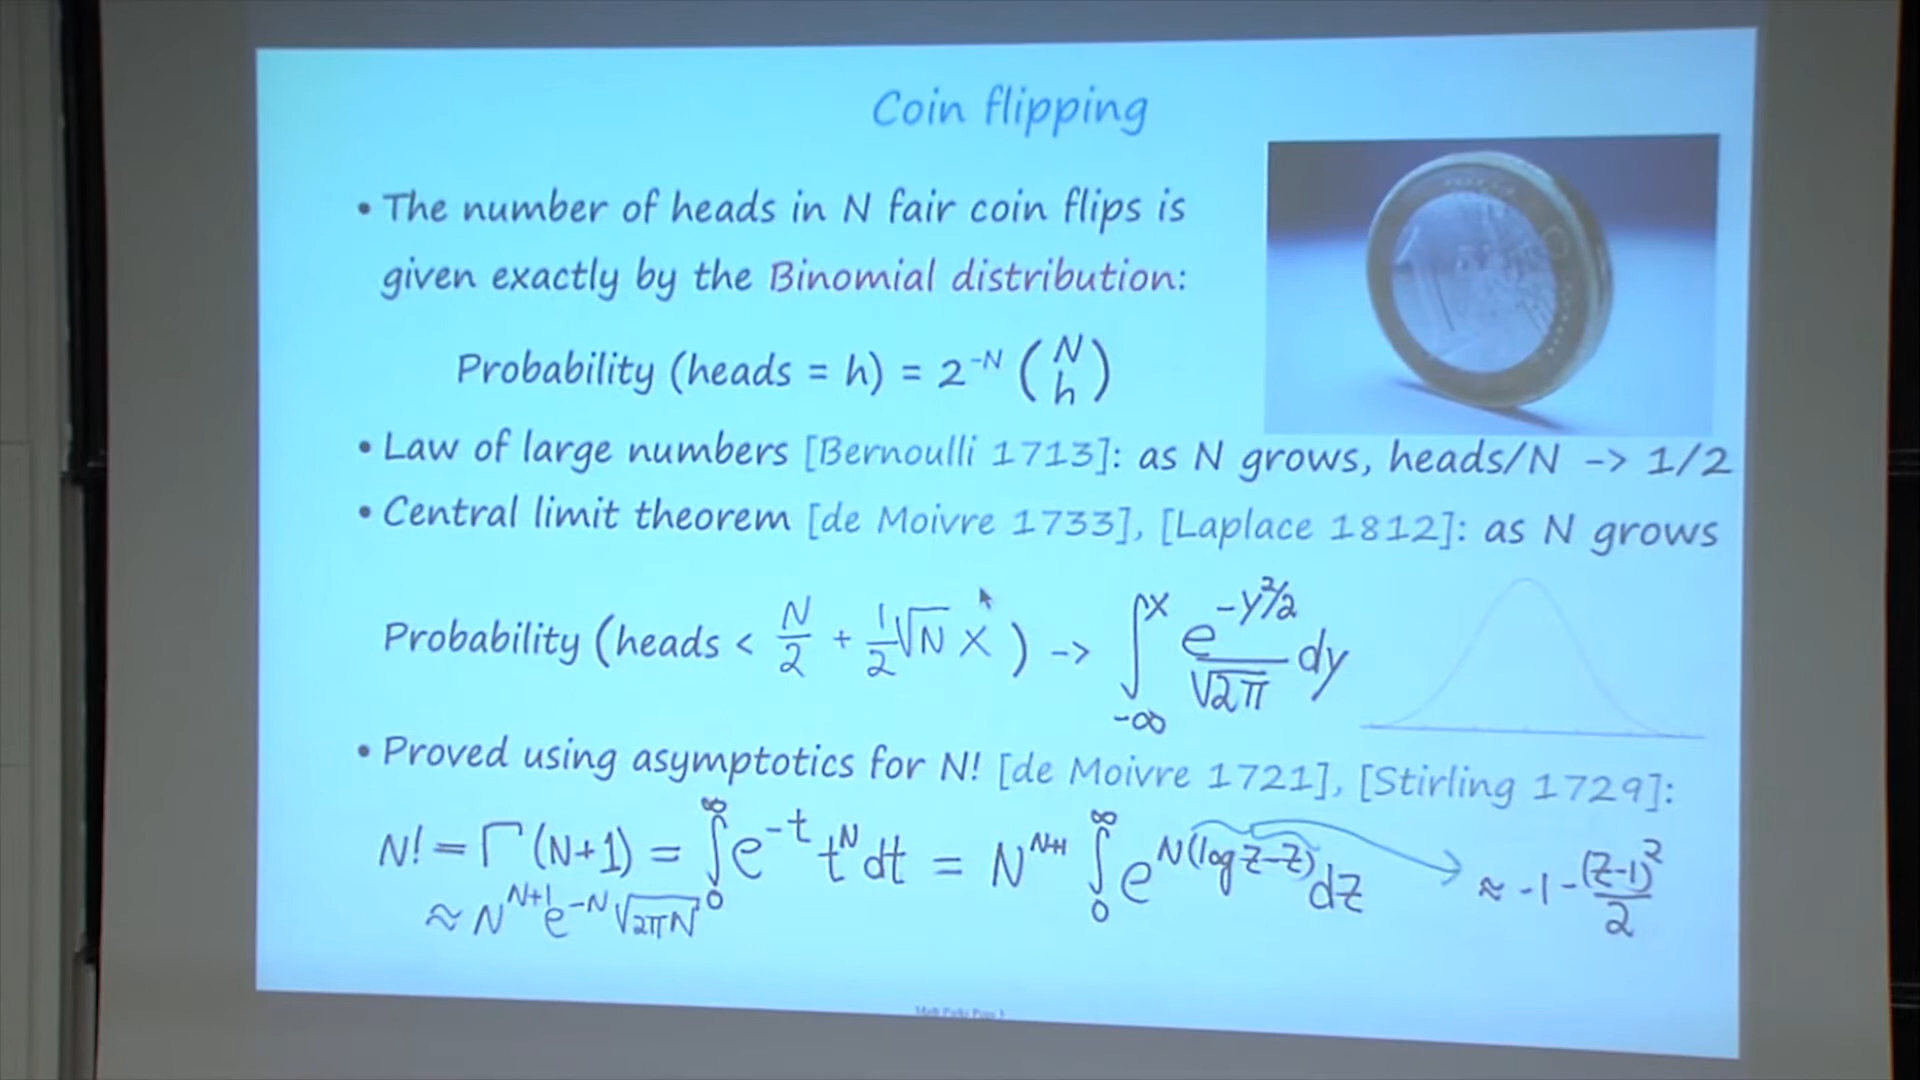 Coin flipping
• The number of heads in N fair coin flips is
given exactly by the Binomial distribution:
Probability (heads = h) = 2^{-N} (N h)
• Law of large numbers [Bernoulli 1713]: as N grows, heads/N -> 1/2
• Central limit theorem [de Moivre 1733], [Laplace 1812]: as N grows
Probability (heads < N/2 + 1/2 √N x) -> ∫_{-∞}^{x} e^{-y²/2}/√2π dy
• Proved using asymptotics for N! [de Moivre 1721], [Stirling 1729]:
N! = Γ(N+1) = ∫_0^∞ e^{-t} t^N dt = N^{N+1} ∫_0^∞ e^{N(log z-z)} dz ≈ -1 - (z-1)²/2
≈ N^{N+1} e^{-N} √2πN